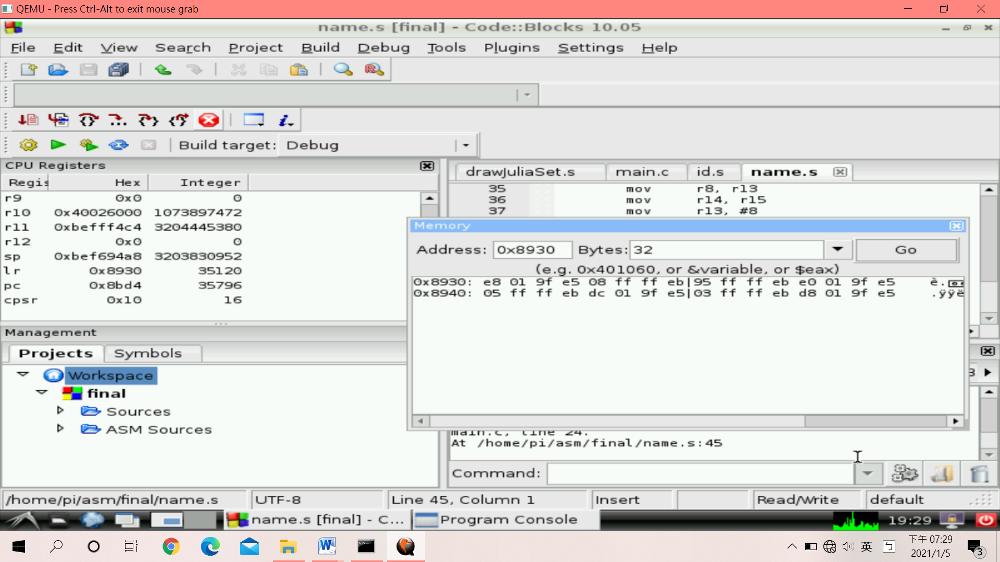 QEMU - Press Ctrl-Alt to exit mouse grab
name.s [final] - Code::Blocks 10.05
File Edit View Search Project Build Debug Tools Plugins Settings Help
Build target: Debug
CPU Registers
Regis Hex Integer
r9 0x0 0
r10 0x40026000 1073897472
r11 0xbefff4c4 3204445380
r12 0x0 0
sp 0xbef694a8 3203830952
lr 0x8930 35120
pc 0x8bd4 35796
cpsr 0x10 16
drawJuliaSet.s main.c id.s name.s
35 mov r8, r13
36 mov r14, r15
37 mov r13, #8
Memory
Address: 0x8930 Bytes: 32 Go
(e.g. 0x401060, or &variable, or $eax)
0x8930: e8 01 9f e5 08 ff ff eb|95 ff ff eb e0 01 9f e5 è.
0x8940: 05 ff ff eb dc 01 9f e5|03 ff ff eb d8 01 9f e5 .ÿÿë
Management
Projects Symbols
Workspace
final
Sources
ASM Sources
main.c, line 24.
At /home/pi/asm/final/name.s:45
Command:
/home/pi/asm/final/name.s UTF-8 Line 45, Column 1 Insert Read/Write default
name.s [final] - C... Program Console 19:29
英 ㄅ 下午 07:29
2021/1/5
3